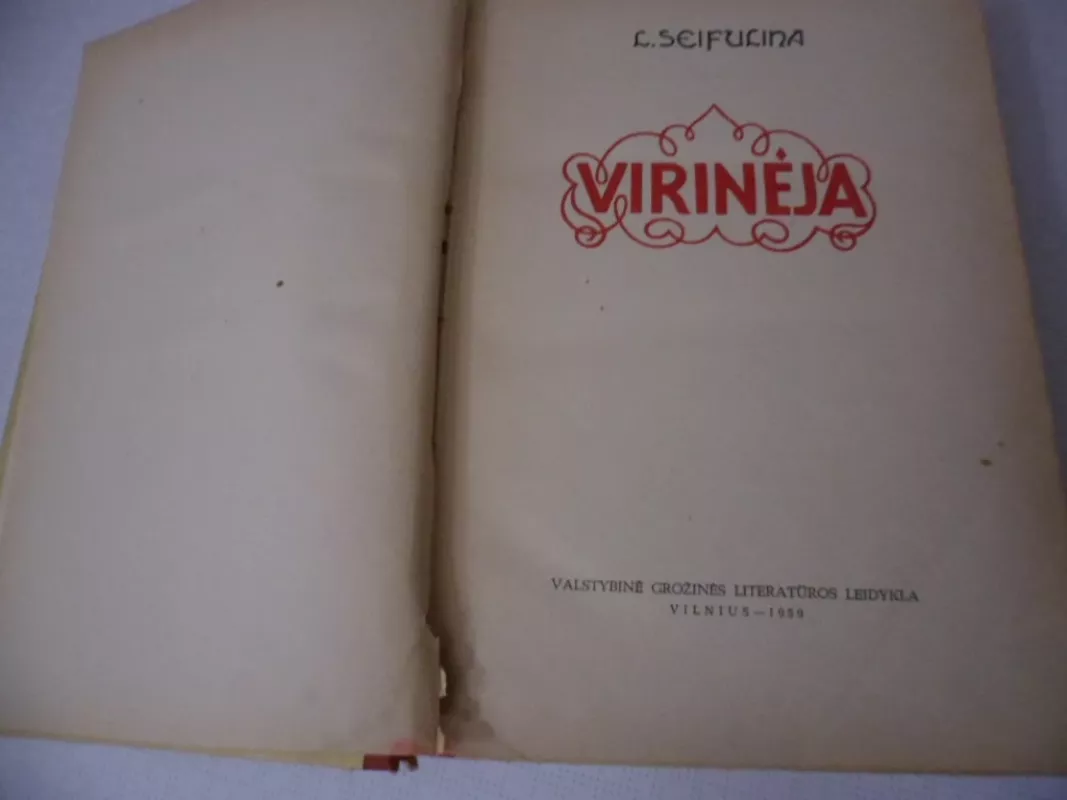 L. SEIFULINA
VIRINĖJA
VALSTYBINĖ GROŽINĖS LITERATŪROS LEIDYKLA
VILNIUS—1959